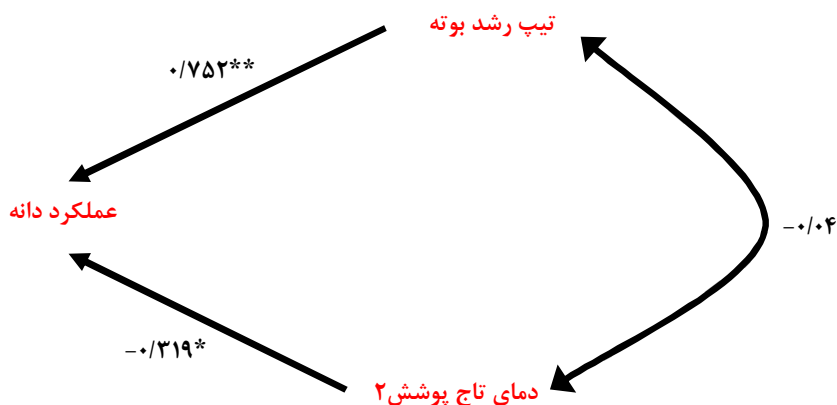 تیپ رشد بوته
۰/۷۵۲**
عملکرد دانه
–۰/۰۴
–۰/۳۱۹*
دمای تاج پوشش۲